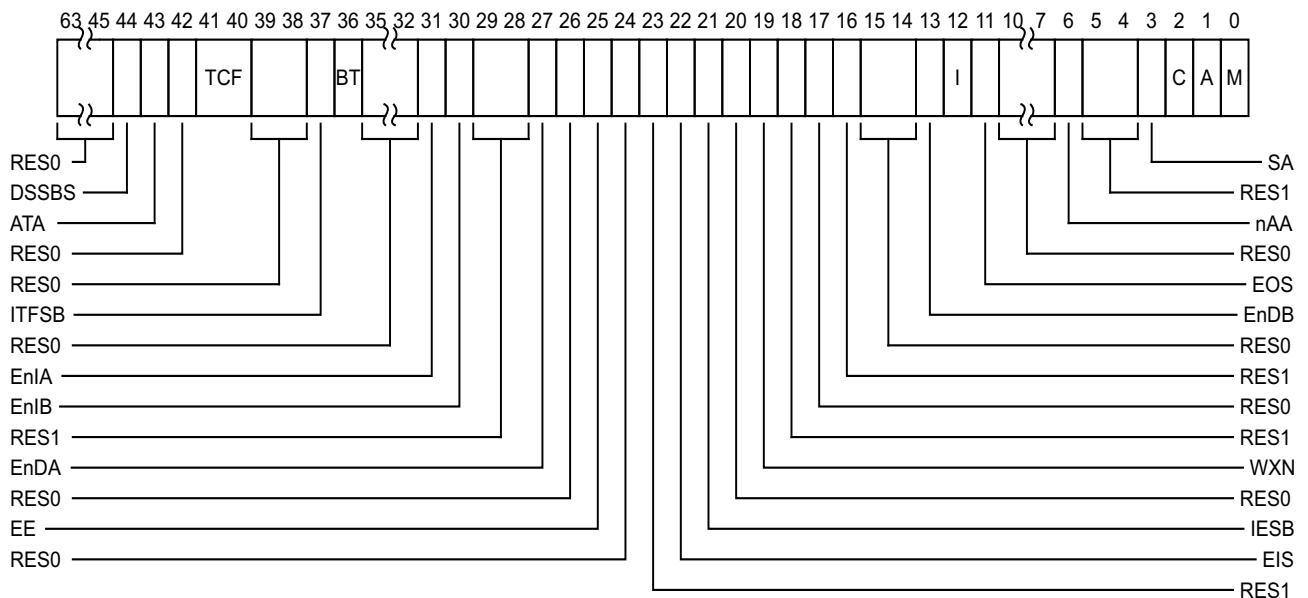 63 45 44 43 42 41 40 39 38 37 36 35 32 31 30 29 28 27 26 25 24 23 22 21 20 19 18 17 16 15 14 13 12 11 10 7 6 5 4 3 2 1 0
TCF BT I C A M
RES0 SA
DSSBS RES1
ATA nAA
RES0 RES0
RES0 EOS
ITFSB EnDB
RES0 RES0
EnIA RES1
EnIB RES0
RES1 RES1
EnDA WXN
RES0 RES0
EE IESB
RES0 EIS
RES1